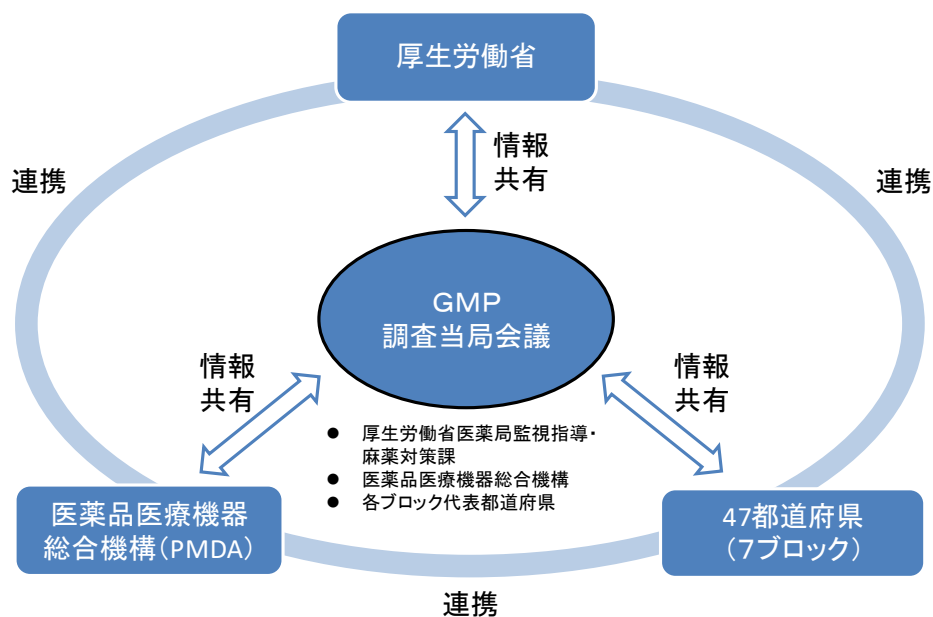 厚生労働省
情報
共有
連携
連携
GMP
調査当局会議
情報
共有
情報
共有
● 厚生労働省医薬局監視指導・
麻薬対策課
● 医薬品医療機器総合機構
● 各ブロック代表都道府県
医薬品医療機器
総合機構(PMDA)
47都道府県
(7ブロック)
連携